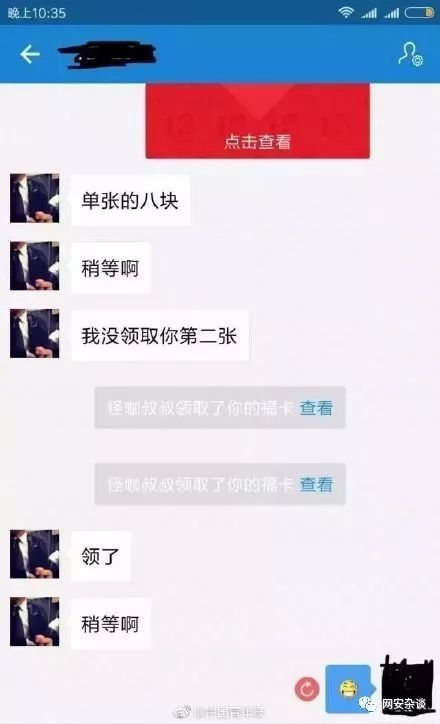 晚上10:35
点击查看
单张的八块
稍等啊
我没领取你第二张
怪咖叔叔领取了你的福卡 查看
怪咖叔叔领取了你的福卡 查看
领了
稍等啊
@中国青年报
网安杂谈